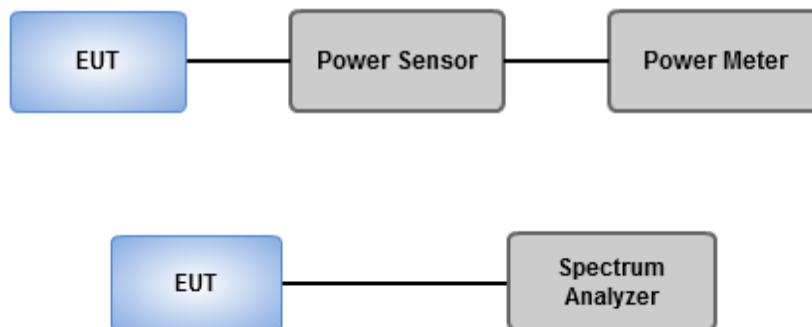 EUT
Power Sensor
Power Meter
EUT
Spectrum
Analyzer